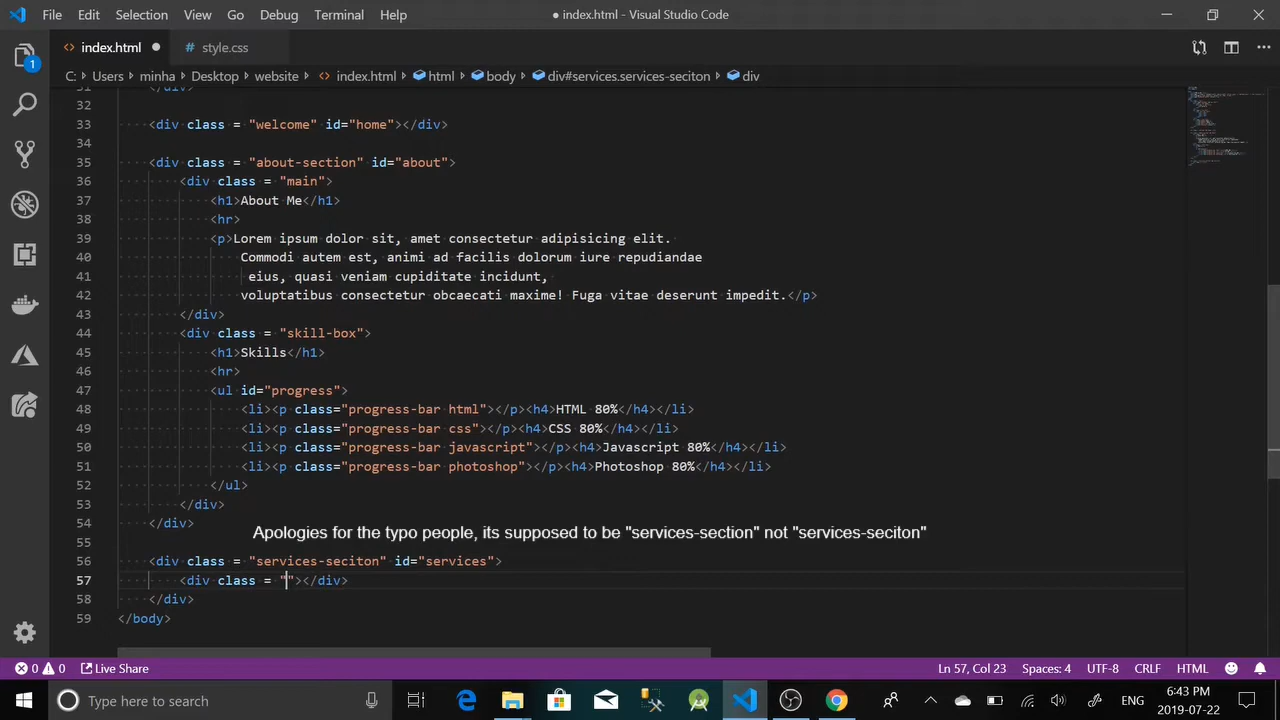 File Edit Selection View Go Debug Terminal Help
● index.html - Visual Studio Code
index.html
# style.css
C: > Users > minha > Desktop > website > index.html > html > body > div#services.services-seciton > div
31 </div>
32
33 <div class = "welcome" id="home"></div>
34
35 <div class = "about-section" id="about">
36 <div class = "main">
37 <h1>About Me</h1>
38 <hr>
39 <p>Lorem ipsum dolor sit, amet consectetur adipisicing elit.
40 Commodi autem est, animi ad facilis dolorum iure repudiandae
41 eius, quasi veniam cupiditate incidunt,
42 voluptatibus consectetur obcaecati maxime! Fuga vitae deserunt impedit.</p>
43 </div>
44 <div class = "skill-box">
45 <h1>Skills</h1>
46 <hr>
47 <ul id="progress">
48 <li><p class="progress-bar html"></p><h4>HTML 80%</h4></li>
49 <li><p class="progress-bar css"></p><h4>CSS 80%</h4></li>
50 <li><p class="progress-bar javascript"></p><h4>Javascript 80%</h4></li>
51 <li><p class="progress-bar photoshop"></p><h4>Photoshop 80%</h4></li>
52 </ul>
53 </div>
54 </div>
Apologies for the typo people, its supposed to be "services-section" not "services-seciton"
55
56 <div class = "services-seciton" id="services">
57 <div class = ""></div>
58 </div>
59 </body>
1
0 0 Live Share
Ln 57, Col 23 Spaces: 4 UTF-8 CRLF HTML
Type here to search
ENG
6:43 PM
2019-07-22